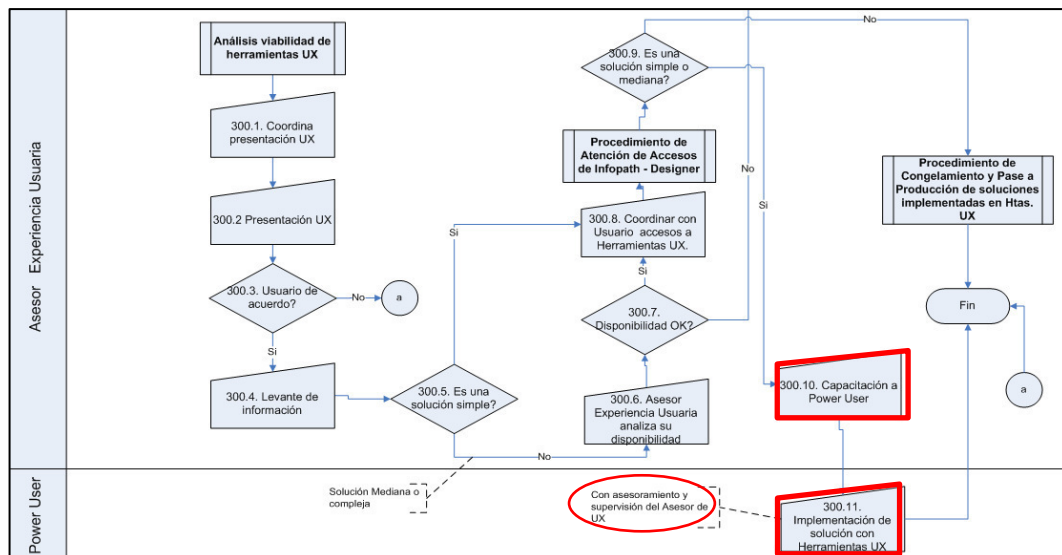 Análisis viabilidad de
herramientas UX
300.1. Coordina
presentación UX
300.2 Presentación UX
300.3. Usuario de
acuerdo?
No
a
Si
300.4. Levante de
información
300.5. Es una
solución simple?
Si
No
Solución Mediana o
compleja
300.6. Asesor
Experiencia Usuaria
analiza su
disponibilidad
300.7.
Disponibilidad OK?
Si
No
300.8. Coordinar con
Usuario accesos a
Herramientas UX.
Procedimiento de
Atención de Accesos
de Infopath - Designer
300.9. Es una
solución simple o
mediana?
No
Si
Procedimiento de
Congelamiento y Pase a
Producción de soluciones
implementadas en Htas.
UX
Fin
a
300.10. Capacitación a
Power User
Con asesoramiento y
supervisión del Asesor de
UX
300.11.
Implementación de
solución con
Herramientas UX
Asesor Experiencia Usuaria
Power User